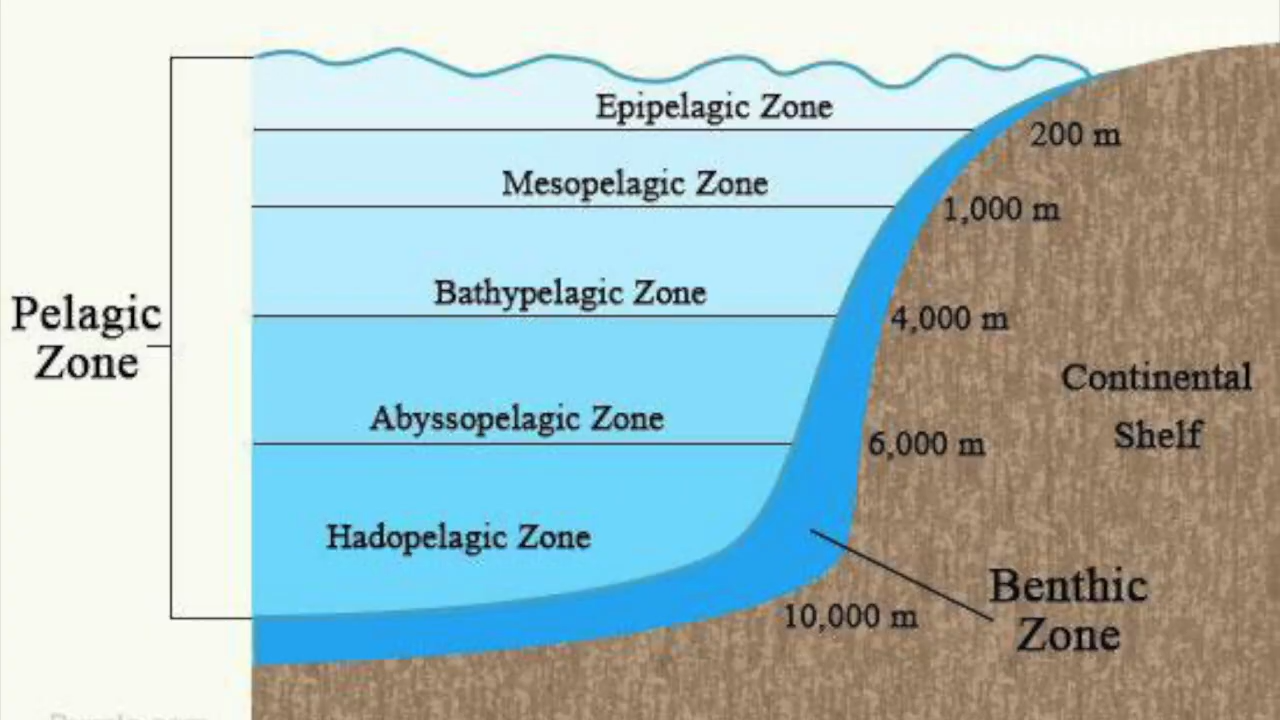 Epipelagic Zone
200 m
Mesopelagic Zone
1,000 m
Bathypelagic Zone
4,000 m
Pelagic
Zone
Continental
Shelf
Abyssopelagic Zone
6,000 m
Hadopelagic Zone
Benthic
Zone
10,000 m